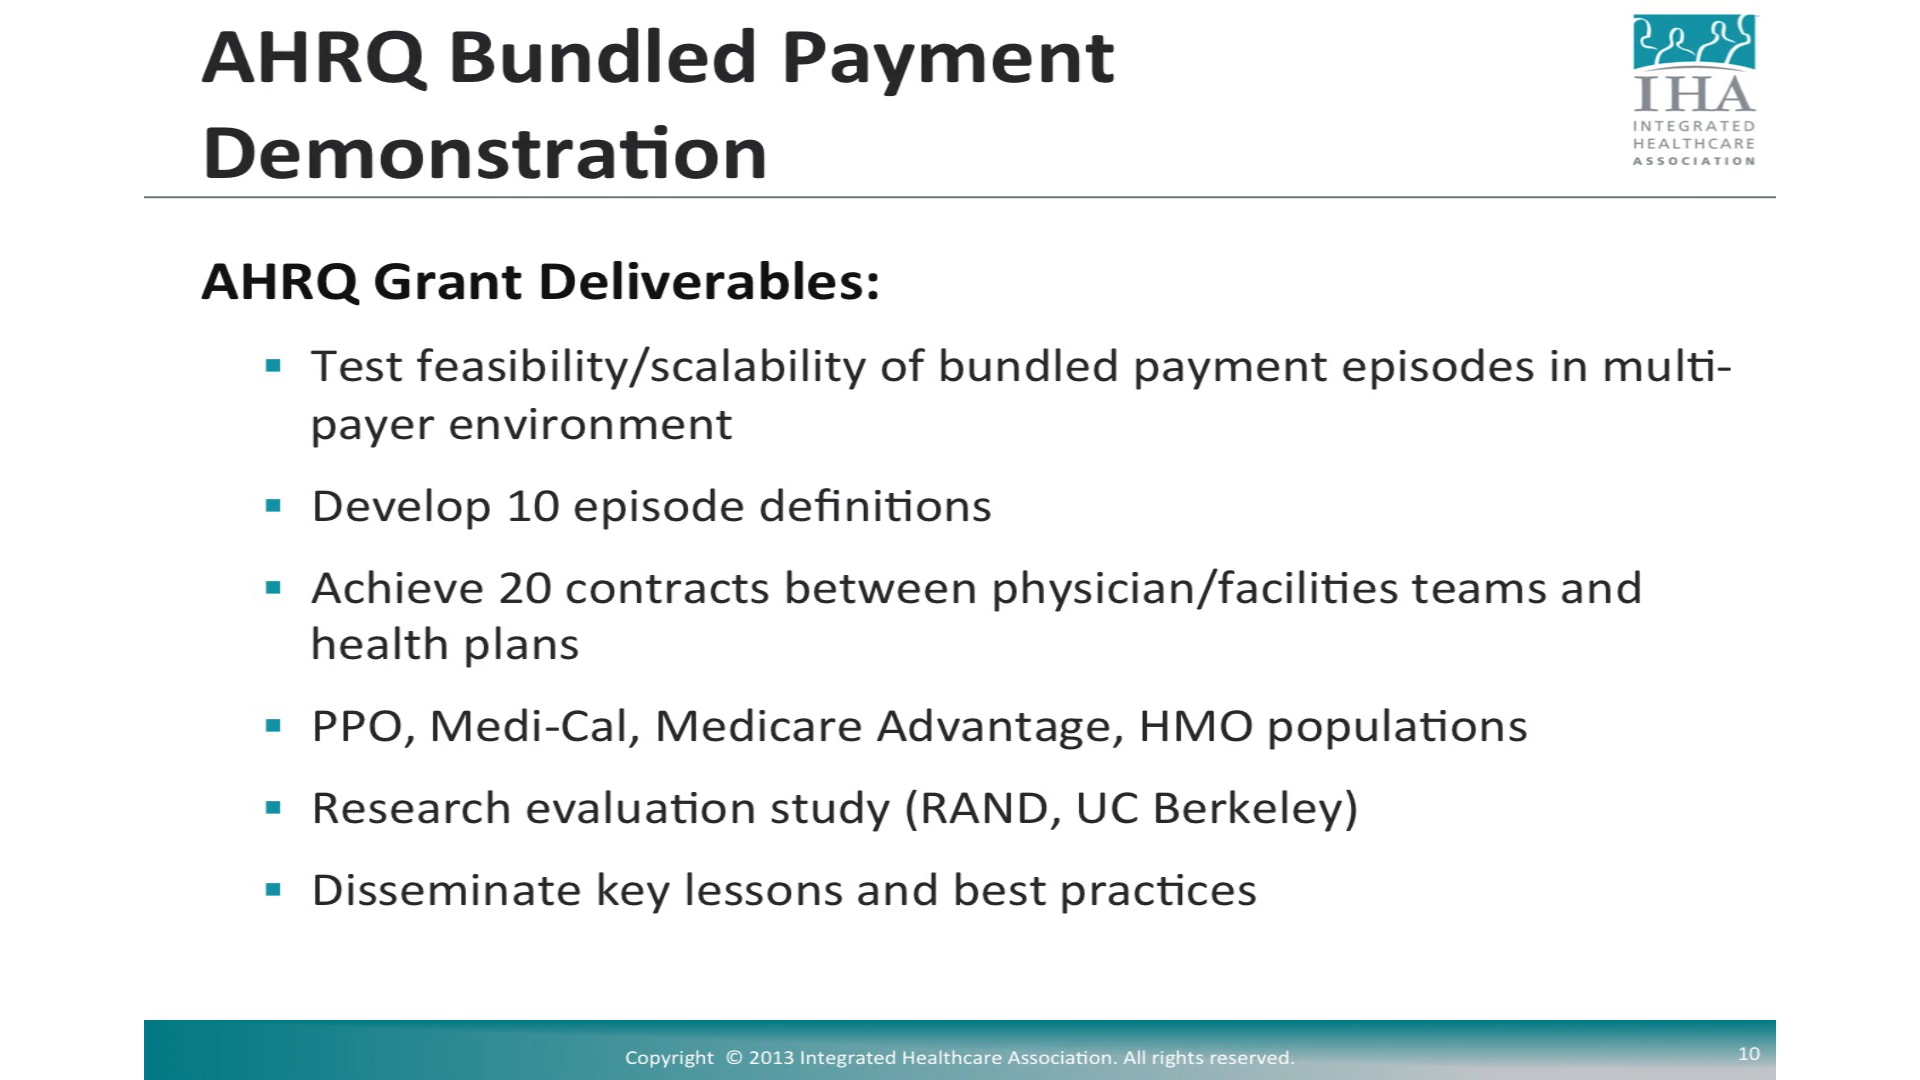 AHRQ Bundled Payment
Demonstration
IHA
INTEGRATED
HEALTHCARE
ASSOCIATION
AHRQ Grant Deliverables:
▪ Test feasibility/scalability of bundled payment episodes in multi-
payer environment
▪ Develop 10 episode definitions
▪ Achieve 20 contracts between physician/facilities teams and
health plans
▪ PPO, Medi-Cal, Medicare Advantage, HMO populations
▪ Research evaluation study (RAND, UC Berkeley)
▪ Disseminate key lessons and best practices
Copyright © 2013 Integrated Healthcare Association. All rights reserved.
10